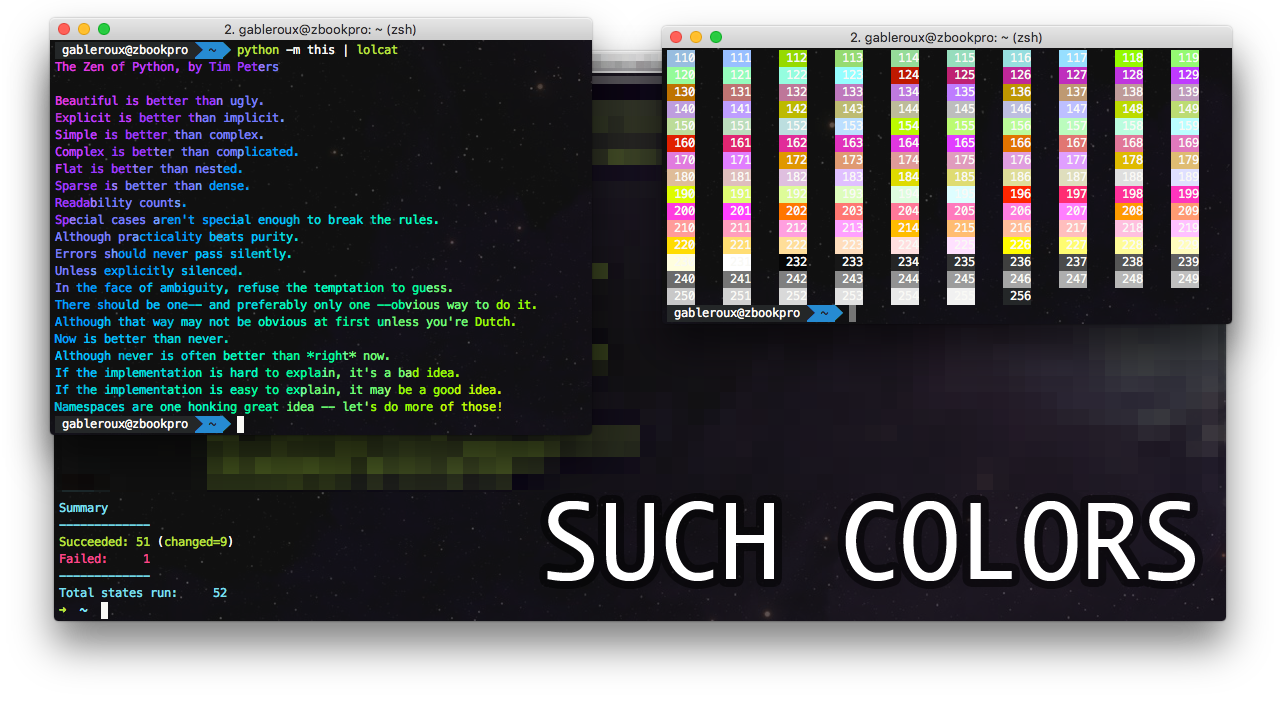 2. gableroux@zbookpro: ~ (zsh)
gableroux@zbookpro ~ python -m this | lolcat
The Zen of Python, by Tim Peters
Beautiful is better than ugly.
Explicit is better than implicit.
Simple is better than complex.
Complex is better than complicated.
Flat is better than nested.
Sparse is better than dense.
Readability counts.
Special cases aren't special enough to break the rules.
Although practicality beats purity.
Errors should never pass silently.
Unless explicitly silenced.
In the face of ambiguity, refuse the temptation to guess.
There should be one-- and preferably only one --obvious way to do it.
Although that way may not be obvious at first unless you're Dutch.
Now is better than never.
Although never is often better than *right* now.
If the implementation is hard to explain, it's a bad idea.
If the implementation is easy to explain, it may be a good idea.
Namespaces are one honking great idea -- let's do more of those!
gableroux@zbookpro ~
2. gableroux@zbookpro: ~ (zsh)
110 111 112 113 114 115 116 117 118 119
120 121 122 123 124 125 126 127 128 129
130 131 132 133 134 135 136 137 138 139
140 141 142 143 144 145 146 147 148 149
150 151 152 153 154 155 156 157 158 159
160 161 162 163 164 165 166 167 168 169
170 171 172 173 174 175 176 177 178 179
180 181 182 183 184 185 186 187 188 189
190 191 192 193 196 197 198 199
200 201 202 203 204 205 206 207 208 209
210 211 212 213 214 215 216 217 218 219
220 221 222 223 224 225 226 227 228 229
232 233 234 235 236 237 238 239
240 241 242 243 244 245 246 247 248 249
250 251 252 253 254 256
gableroux@zbookpro ~
Summary
-------------
Succeeded: 51 (changed=9)
Failed: 1
-------------
Total states run: 52
➜ ~
SUCH COLORS